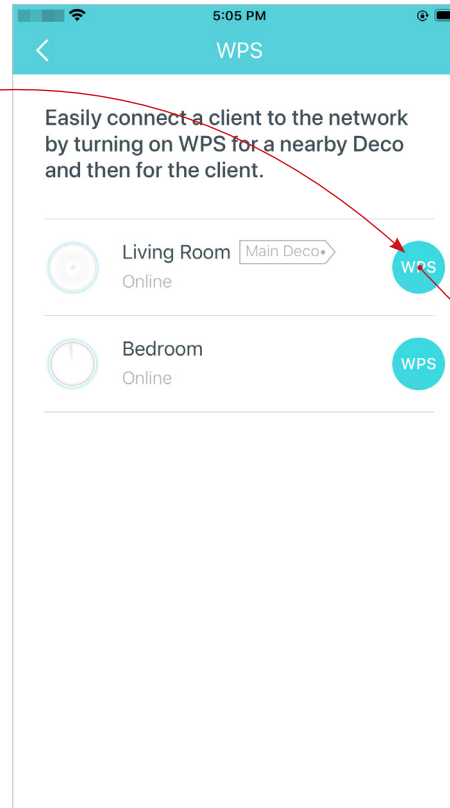 5:05 PM
WPS
Easily connect a client to the network
by turning on WPS for a nearby Deco
and then for the client.
Living Room Main Deco
Online
WPS
Bedroom
Online
WPS